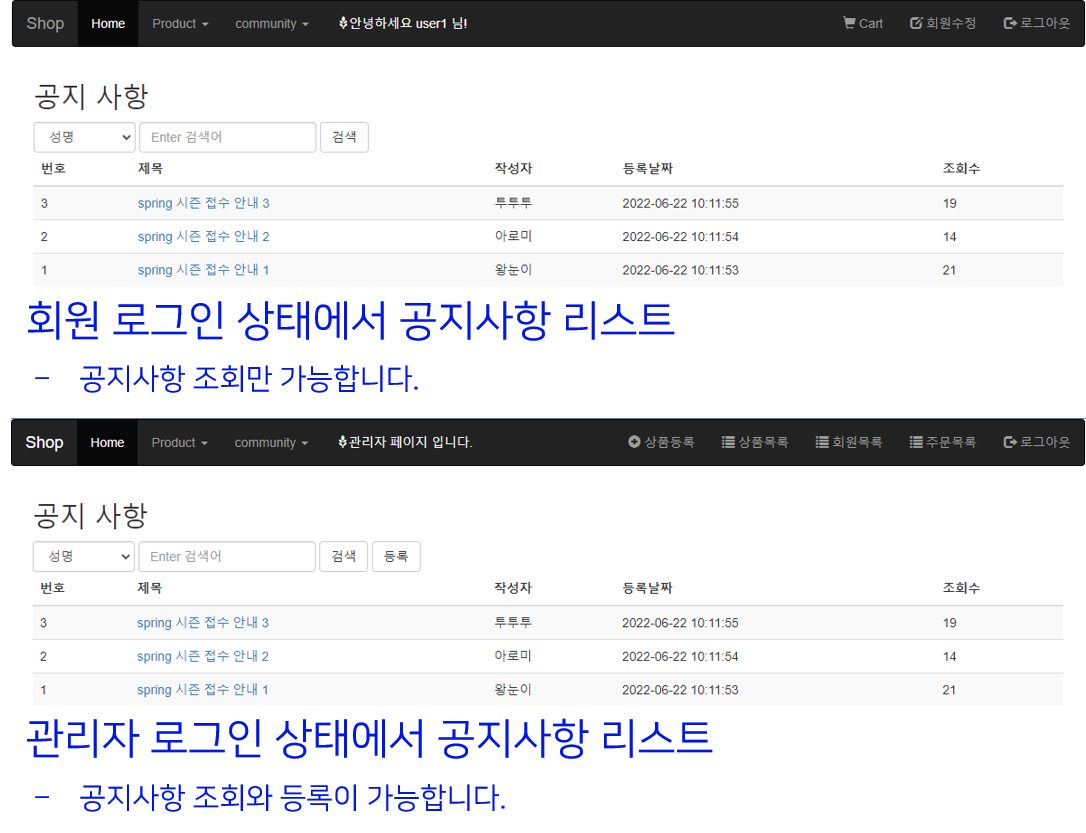 Shop Home Product community 안녕하세요 user1 님! Cart 회원수정 로그아웃
공지 사항
성명 Enter 검색어 검색
번호 제목 작성자 등록날짜 조회수
3 spring 시즌 접수 안내 3 투투투 2022-06-22 10:11:55 19
2 spring 시즌 접수 안내 2 아로미 2022-06-22 10:11:54 14
1 spring 시즌 접수 안내 1 왕눈이 2022-06-22 10:11:53 21
회원 로그인 상태에서 공지사항 리스트
– 공지사항 조회만 가능합니다.
Shop Home Product community 관리자 페이지 입니다. 상품등록 상품목록 회원목록 주문목록 로그아웃
공지 사항
성명 Enter 검색어 검색 등록
번호 제목 작성자 등록날짜 조회수
3 spring 시즌 접수 안내 3 투투투 2022-06-22 10:11:55 19
2 spring 시즌 접수 안내 2 아로미 2022-06-22 10:11:54 14
1 spring 시즌 접수 안내 1 왕눈이 2022-06-22 10:11:53 21
관리자 로그인 상태에서 공지사항 리스트
– 공지사항 조회와 등록이 가능합니다.